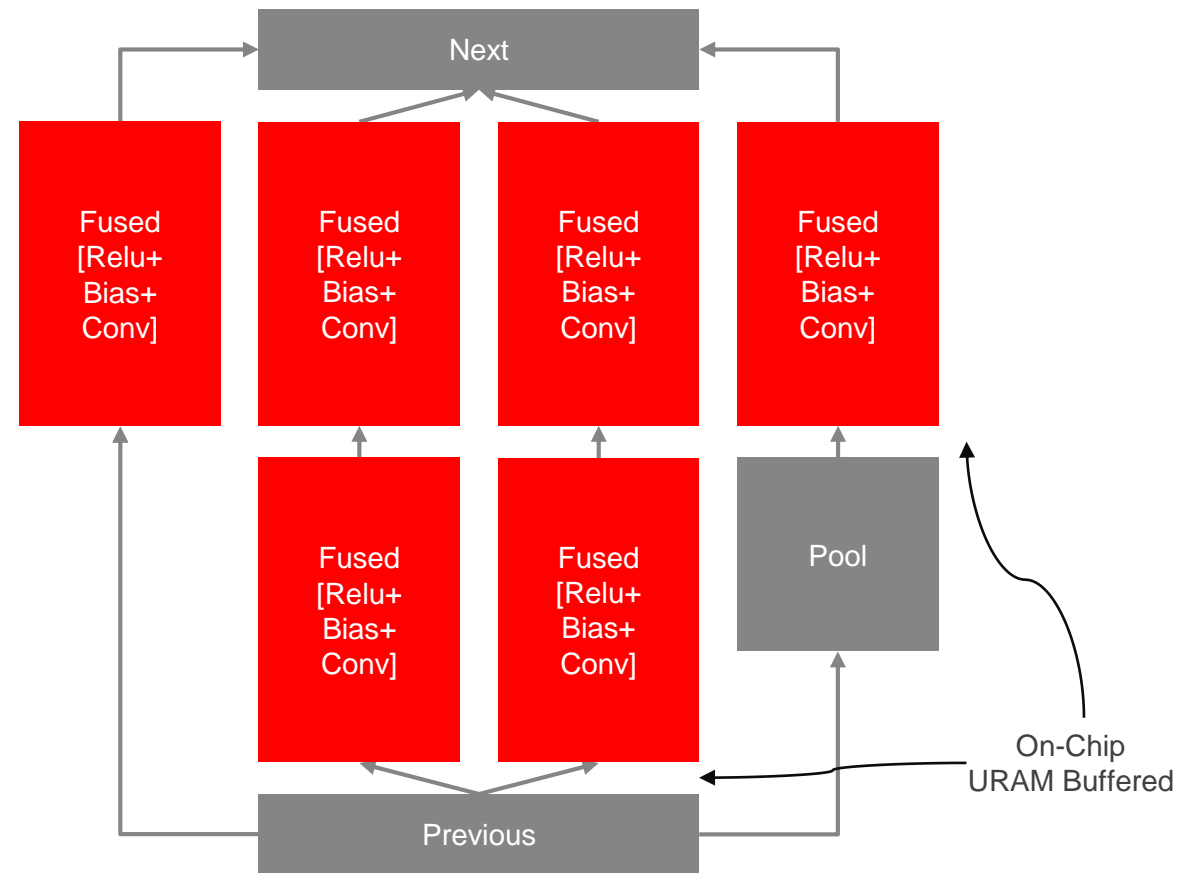 Next
Fused
[Relu+
Bias+
Conv]
Fused
[Relu+
Bias+
Conv]
Fused
[Relu+
Bias+
Conv]
Fused
[Relu+
Bias+
Conv]
Fused
[Relu+
Bias+
Conv]
Fused
[Relu+
Bias+
Conv]
Pool
On-Chip
URAM Buffered
Previous